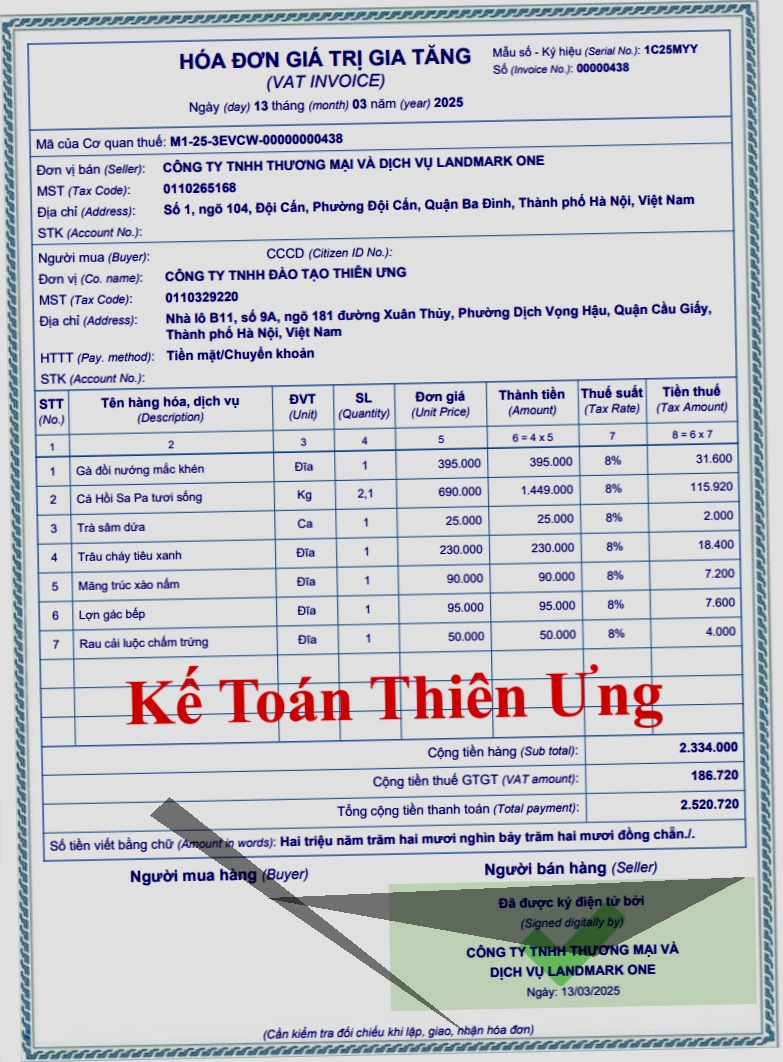 HÓA ĐƠN GIÁ TRỊ GIA TĂNG
(VAT INVOICE)
Ngày (day) 13 tháng (month) 03 năm (year) 2025
Mẫu số - Ký hiệu (Serial No.): 1C25MYY
Số (Invoice No.): 00000438
Mã của Cơ quan thuế: M1-25-3EVCW-00000000438
Đơn vị bán (Seller): CÔNG TY TNHH THƯƠNG MẠI VÀ DỊCH VỤ LANDMARK ONE
MST (Tax Code): 0110265168
Địa chỉ (Address): Số 1, ngõ 104, Đội Cấn, Phường Đội Cấn, Quận Ba Đình, Thành phố Hà Nội, Việt Nam
STK (Account No.):
Người mua (Buyer): CCCD (Citizen ID No.):
Đơn vị (Co. name): CÔNG TY TNHH ĐÀO TẠO THIÊN ƯNG
MST (Tax Code): 0110329220
Địa chỉ (Address): Nhà lô B11, số 9A, ngõ 181 đường Xuân Thủy, Phường Dịch Vọng Hậu, Quận Cầu Giấy,
Thành phố Hà Nội, Việt Nam
HTTT (Pay. method): Tiền mặt/Chuyển khoản
STK (Account No.):
STT Tên hàng hóa, dịch vụ ĐVT SL Đơn giá Thành tiền Thuế suất Tiền thuế
(No.) (Description) (Unit) (Quantity) (Unit Price) (Amount) (Tax Rate) (Tax Amount)
1 2 3 4 5 6 = 4 x 5 7 8 = 6 x 7
1 Gà đồi nướng mắc khén Đĩa 1 395.000 395.000 8% 31.600
2 Cá Hồi Sa Pa tươi sống Kg 2,1 690.000 1.449.000 8% 115.920
3 Trà sâm dứa Ca 1 25.000 25.000 8% 2.000
4 Trâu cháy tiêu xanh Đĩa 1 230.000 230.000 8% 18.400
5 Măng trúc xào nấm Đĩa 1 90.000 90.000 8% 7.200
6 Lợn gác bếp Đĩa 1 95.000 95.000 8% 7.600
7 Rau cải luộc chấm trứng Đĩa 1 50.000 50.000 8% 4.000
Kế Toán Thiên Ưng
Cộng tiền hàng (Sub total): 2.334.000
Cộng tiền thuế GTGT (VAT amount): 186.720
Tổng cộng tiền thanh toán (Total payment): 2.520.720
Số tiền viết bằng chữ (Amount in words): Hai triệu năm trăm hai mươi nghìn bảy trăm hai mươi đồng chẵn./.
Người mua hàng (Buyer) Người bán hàng (Seller)
Đã được ký điện tử bởi
(Signed digitally by)
CÔNG TY TNHH THƯƠNG MẠI VÀ
DỊCH VỤ LANDMARK ONE
Ngày: 13/03/2025
(Cần kiểm tra đối chiếu khi lập, giao, nhận hóa đơn)